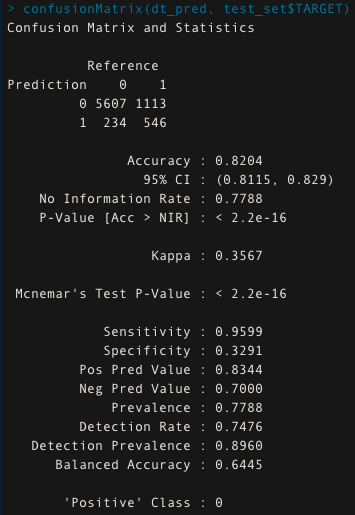 > confusionMatrix(dt_pred, test_set$TARGET)
Confusion Matrix and Statistics
Reference
Prediction 0 1
0 5607 1113
1 234 546
Accuracy : 0.8204
95% CI : (0.8115, 0.829)
No Information Rate : 0.7788
P-Value [Acc > NIR] : < 2.2e-16
Kappa : 0.3567
Mcnemar's Test P-Value : < 2.2e-16
Sensitivity : 0.9599
Specificity : 0.3291
Pos Pred Value : 0.8344
Neg Pred Value : 0.7000
Prevalence : 0.7788
Detection Rate : 0.7476
Detection Prevalence : 0.8960
Balanced Accuracy : 0.6445
'Positive' Class : 0